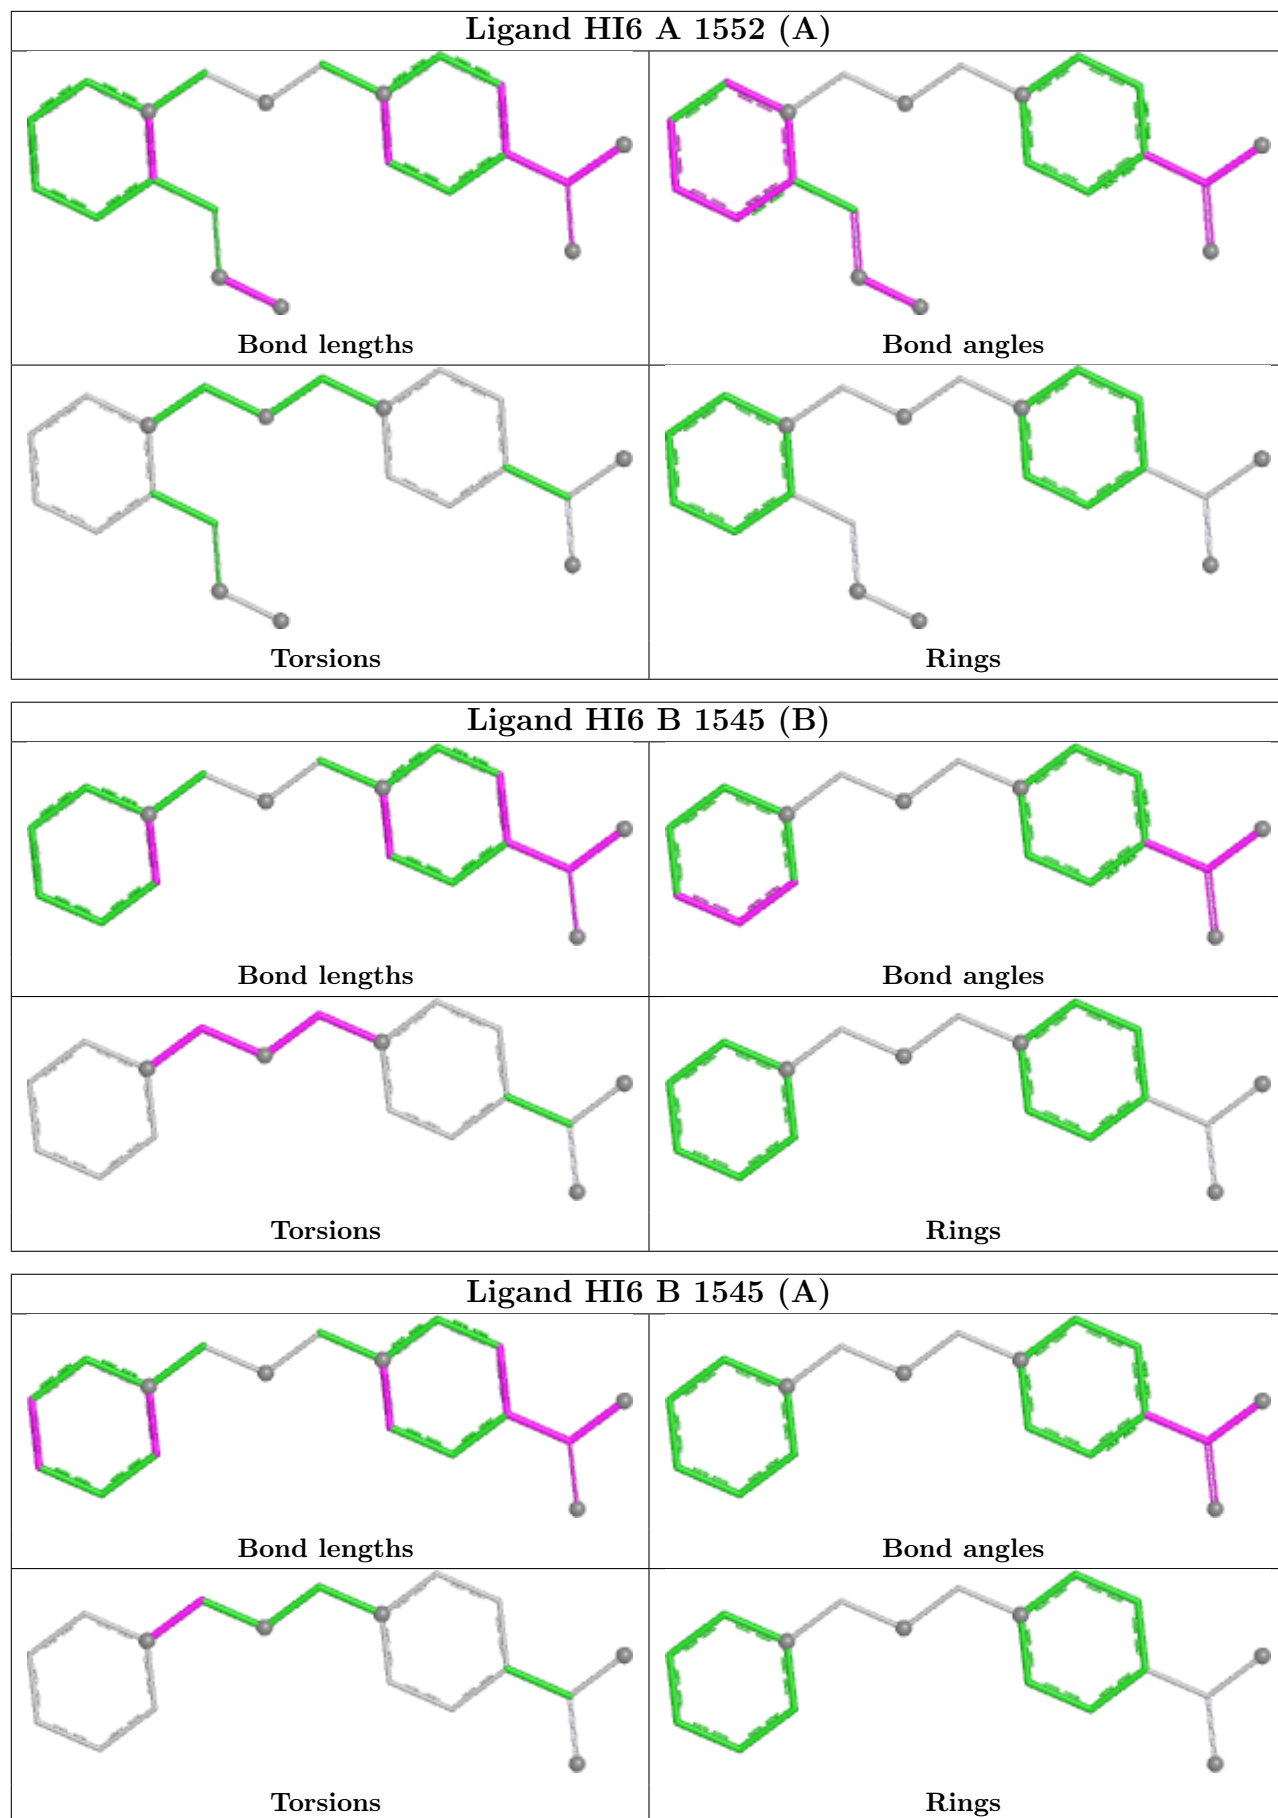 Ligand HI6 A 1552 (A)
Bond lengths
Bond angles
Torsions
Rings
Ligand HI6 B 1545 (B)
Bond lengths
Bond angles
Torsions
Rings
Ligand HI6 B 1545 (A)
Bond lengths
Bond angles
Torsions
Rings